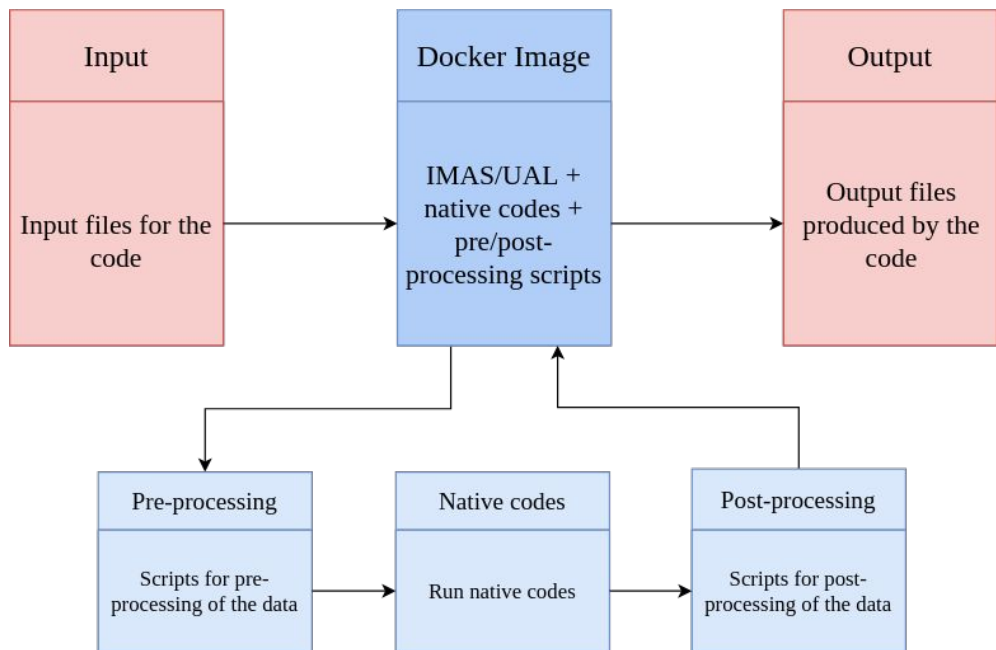 Input
Docker Image
Output
Input files for the
code
IMAS/UAL +
native codes +
pre/post-
processing scripts
Output files
produced by the
code
Pre-processing
Native codes
Post-processing
Scripts for pre-
processing of the data
Run native codes
Scripts for post-
processing of the data